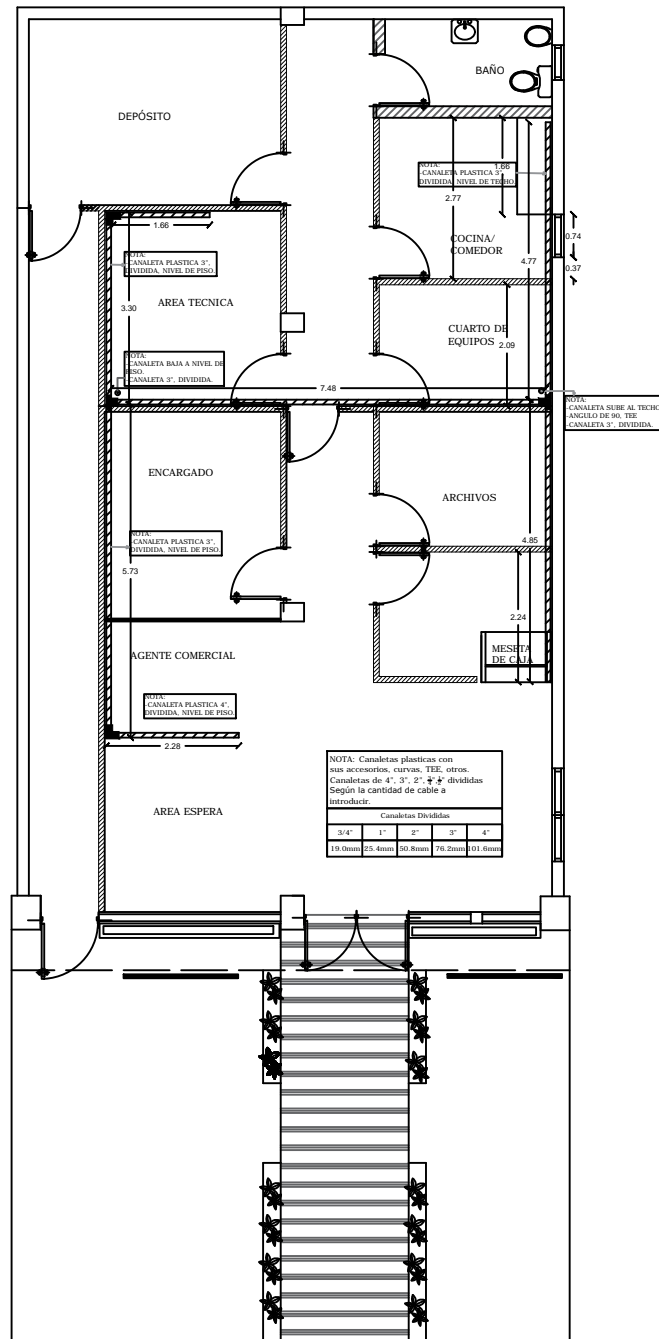 BAÑO
DEPÓSITO
NOTA:
-CANALETA PLASTICA 3",
DIVIDIDA, NIVEL DE TECHO.
1.66
2.77
1.66
0.74
COCINA/
COMEDOR
4.77
0.37
NOTA:
-CANALETA PLASTICA 3",
DIVIDIDA, NIVEL DE PISO.
3.30
AREA TECNICA
CUARTO DE
EQUIPOS
2.09
NOTA:
-CANALETA BAJA A NIVEL DE
PISO.
-CANALETA 3", DIVIDIDA.
7.48
NOTA:
-CANALETA SUBE AL TECHO
-ANGULO DE 90, TEE
-CANALETA 3", DIVIDIDA.
ENCARGADO
ARCHIVOS
NOTA:
-CANALETA PLASTICA 3",
DIVIDIDA, NIVEL DE PISO.
4.85
5.73
2.24
AGENTE COMERCIAL
MESETA
DE CAJA
NOTA:
-CANALETA PLASTICA 4",
DIVIDIDA, NIVEL DE PISO.
2.28
NOTA: Canaletas plasticas con
sus accesorios, curvas, TEE, otros.
Canaletas de 4", 3", 2", dividas
Según la cantidad de cable a
introducir.
Canaletas Divididas
3/4" 1" 2" 3" 4"
19.0mm 25.4mm 50.8mm 76.2mm 101.6mm
AREA ESPERA